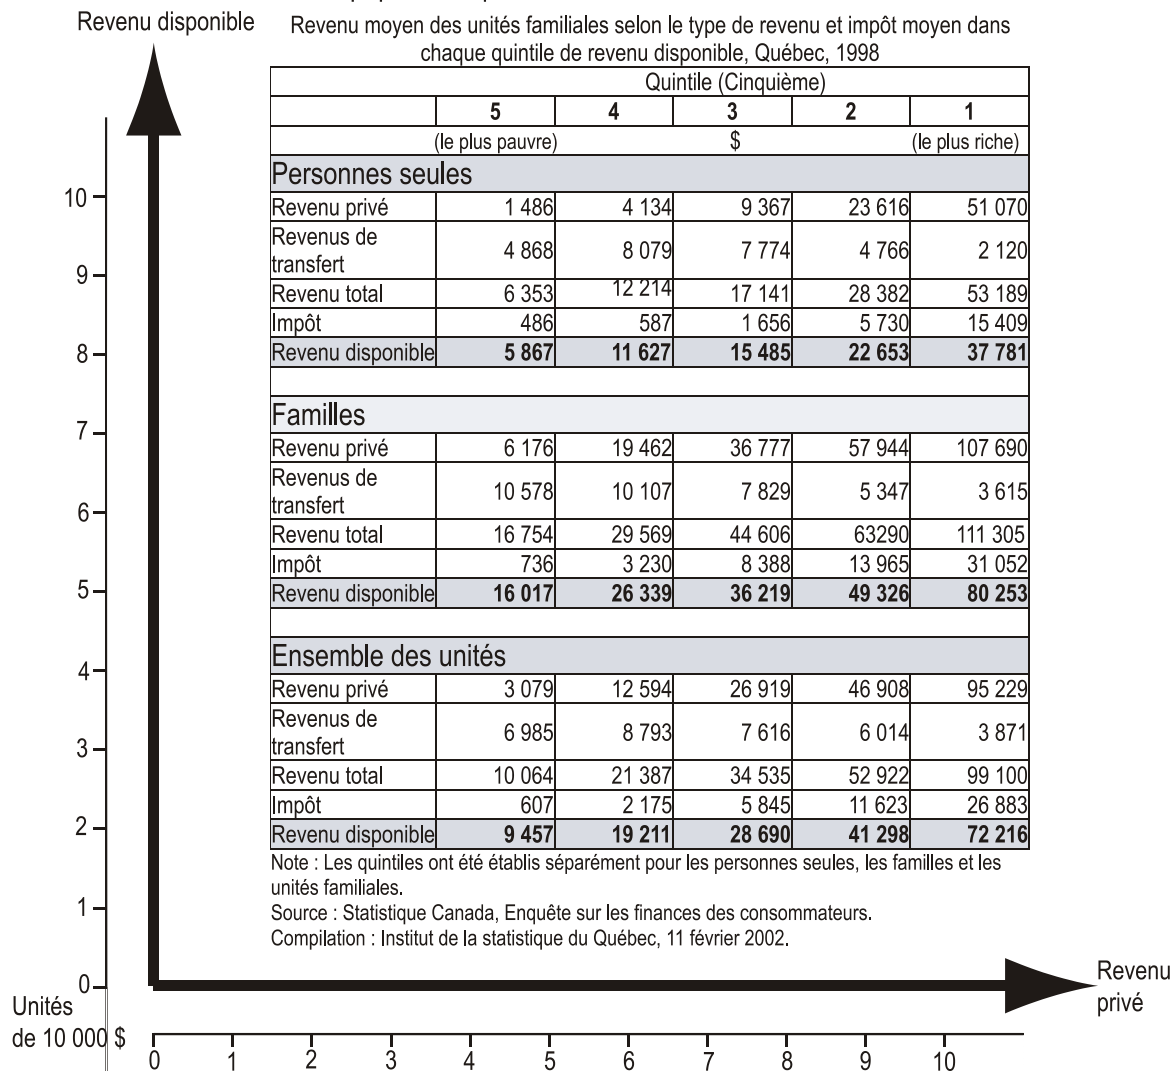 Revenu disponible
Revenu moyen des unités familiales selon le type de revenu et impôt moyen dans
chaque quintile de revenu disponible, Québec, 1998
Quintile (Cinquième)
5 4 3 2 1
(le plus pauvre) $ (le plus riche)
Personnes seules
Revenu privé 1 486 4 134 9 367 23 616 51 070
Revenus de
transfert 4 868 8 079 7 774 4 766 2 120
Revenu total 6 353 12 214 17 141 28 382 53 189
Impôt 486 587 1 656 5 730 15 409
Revenu disponible 5 867 11 627 15 485 22 653 37 781
Familles
Revenu privé 6 176 19 462 36 777 57 944 107 690
Revenus de
transfert 10 578 10 107 7 829 5 347 3 615
Revenu total 16 754 29 569 44 606 63290 111 305
Impôt 736 3 230 8 388 13 965 31 052
Revenu disponible 16 017 26 339 36 219 49 326 80 253
Ensemble des unités
Revenu privé 3 079 12 594 26 919 46 908 95 229
Revenus de
transfert 6 985 8 793 7 616 6 014 3 871
Revenu total 10 064 21 387 34 535 52 922 99 100
Impôt 607 2 175 5 845 11 623 26 883
Revenu disponible 9 457 19 211 28 690 41 298 72 216
Note : Les quintiles ont été établis séparément pour les personnes seules, les familles et les
unités familiales.
Source : Statistique Canada, Enquête sur les finances des consommateurs.
Compilation : Institut de la statistique du Québec, 11 février 2002.
10
9
8
7
6
5
4
3
2
1
0
Revenu
privé
Unités
de 10 000 $
0 1 2 3 4 5 6 7 8 9 10